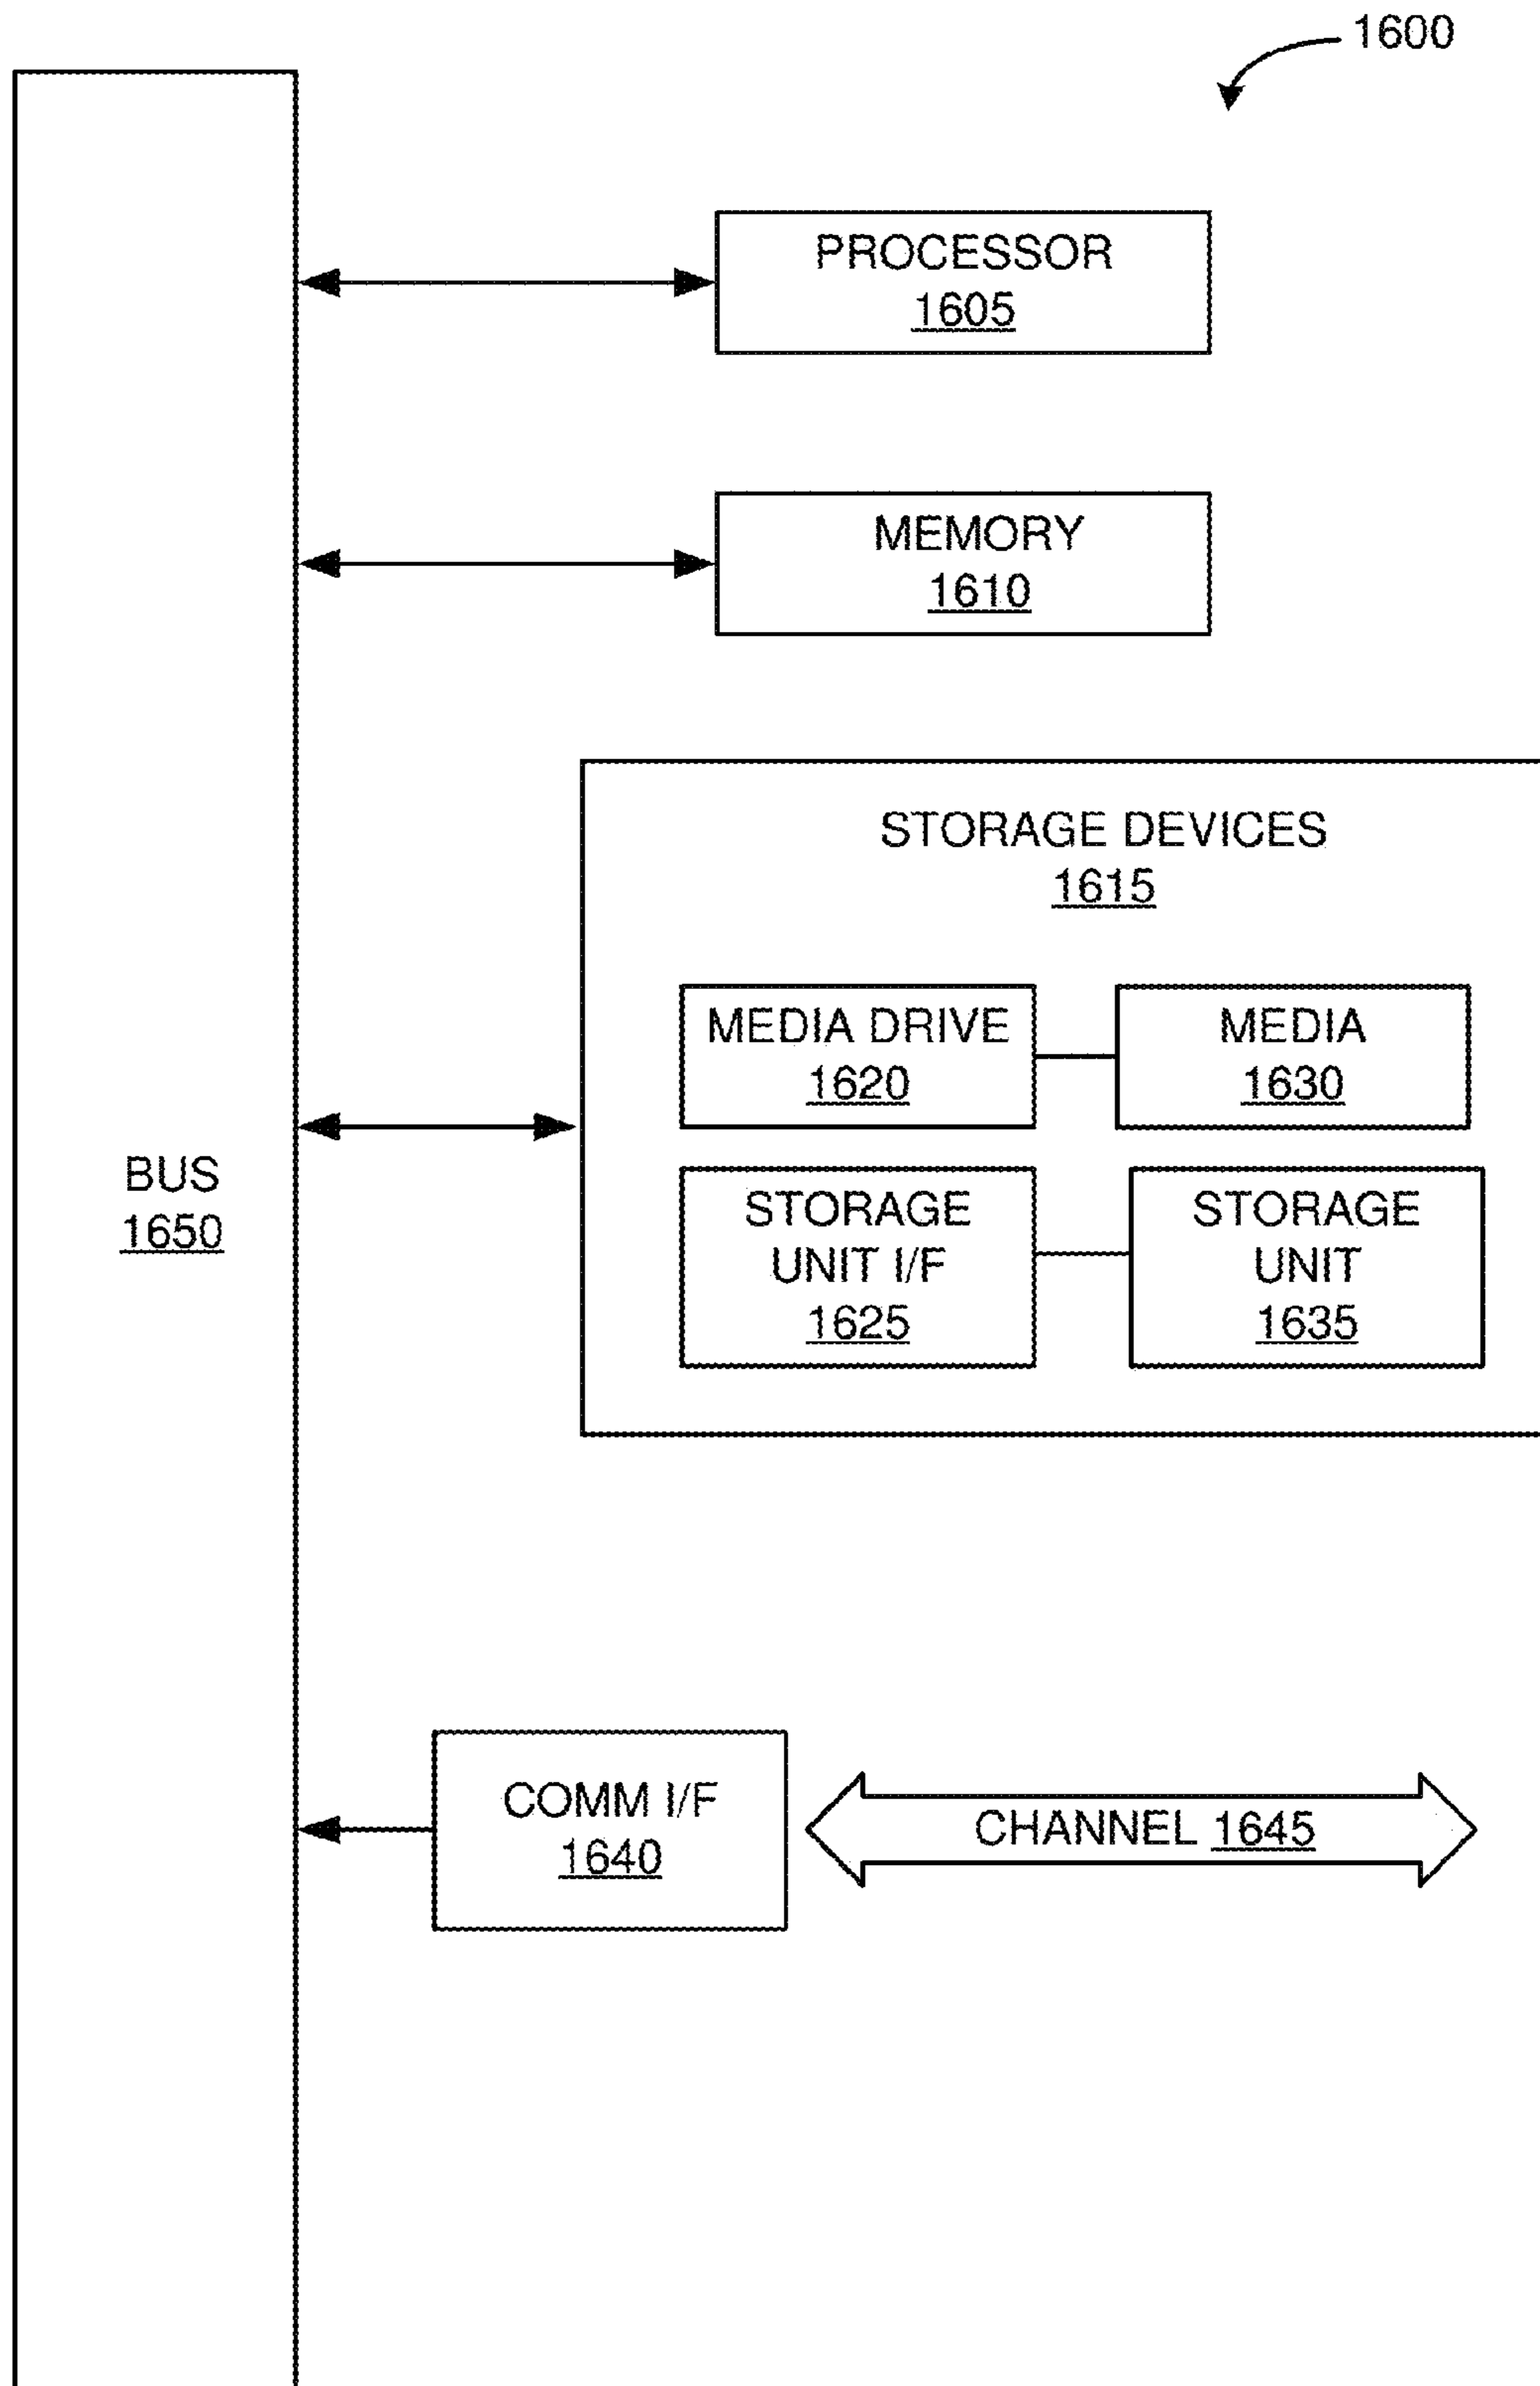 1600
PROCESSOR
1605
MEMORY
1610
STORAGE DEVICES
1615
MEDIA DRIVE
1620
MEDIA
1630
BUS
1650
STORAGE
UNIT I/F
1625
STORAGE
UNIT
1635
COMM I/F
1640
CHANNEL 1645